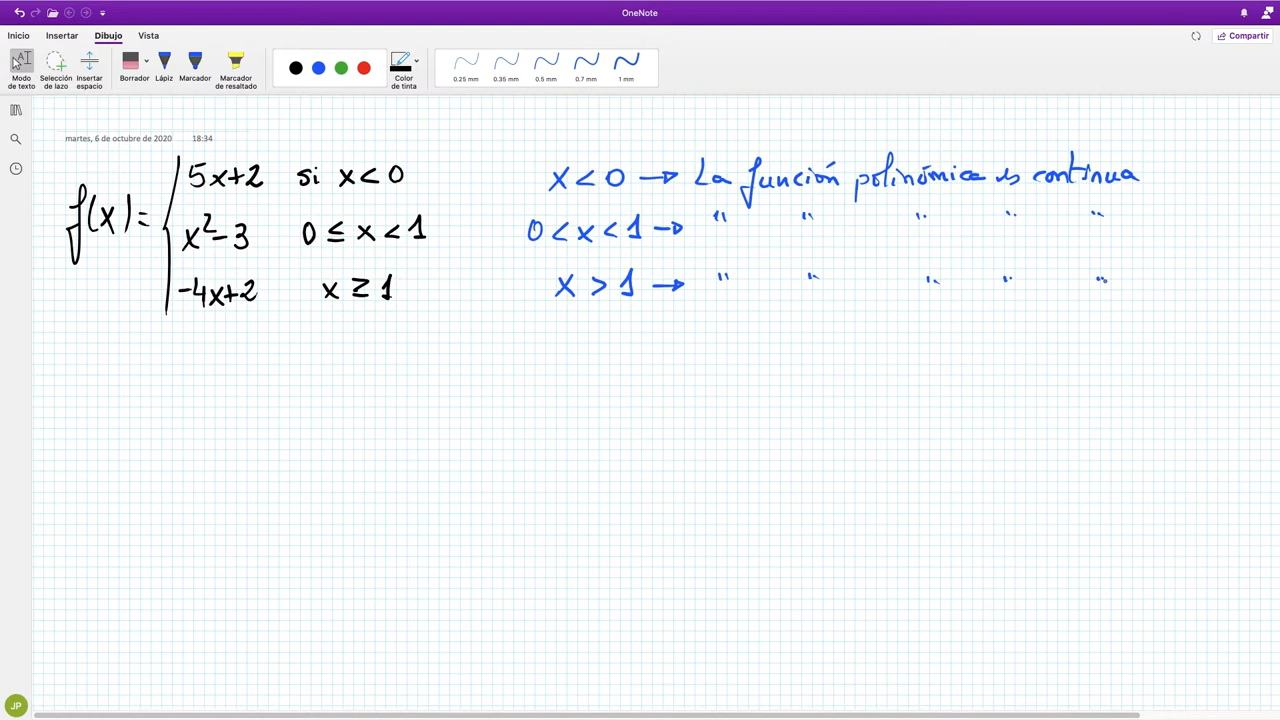 OneNote
Inicio Insertar Dibujo Vista
Compartir
Modo de texto Selección de lazo Insertar espacio Borrador Lápiz Marcador Marcador de resaltado Color de tinta 0.25 mm 0.35 mm 0.5 mm 0.7 mm 1 mm
martes, 6 de octubre de 2020 18:34
f(x) = { 5x+2 si x < 0
x² - 3 0 ≤ x < 1
-4x+2 x ≥ 1
x < 0 → La función polinómica es continua
0 < x < 1 → " " " " "
x > 1 → " " " " "
JP